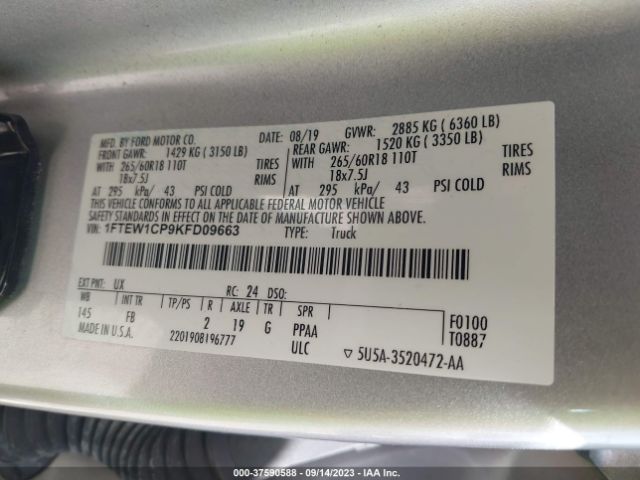 MFD. BY FORD MOTOR CO.
DATE: 08/19 GVWR: 2885 KG ( 6360 LB)
FRONT GAWR: 1429 KG ( 3150 LB)
REAR GAWR: 1520 KG ( 3350 LB)
WITH 265/60R18 110T TIRES
WITH 265/60R18 110T TIRES
18x7.5J RIMS
18x7.5J RIMS
AT 295 kPa/ 43 PSI COLD
AT 295 kPa/ 43 PSI COLD
THIS VEHICLE CONFORMS TO ALL APPLICABLE FEDERAL MOTOR VEHICLE
SAFETY STANDARDS IN EFFECT ON THE DATE OF MANUFACTURE SHOWN ABOVE.
VIN: 1FTEW1CP9KFD09663 TYPE: Truck
EXT PNT: UX RC: 24 DSO:
WB INT TR TP/PS R AXLE TR SPR
145 FB 2 19 G PPAA
F0100
T0887
MADE IN U.S.A. 2201908196777 ULC
▽ 5U5A-3520472-AA
000-37590588 - 09/14/2023 - IAA Inc.